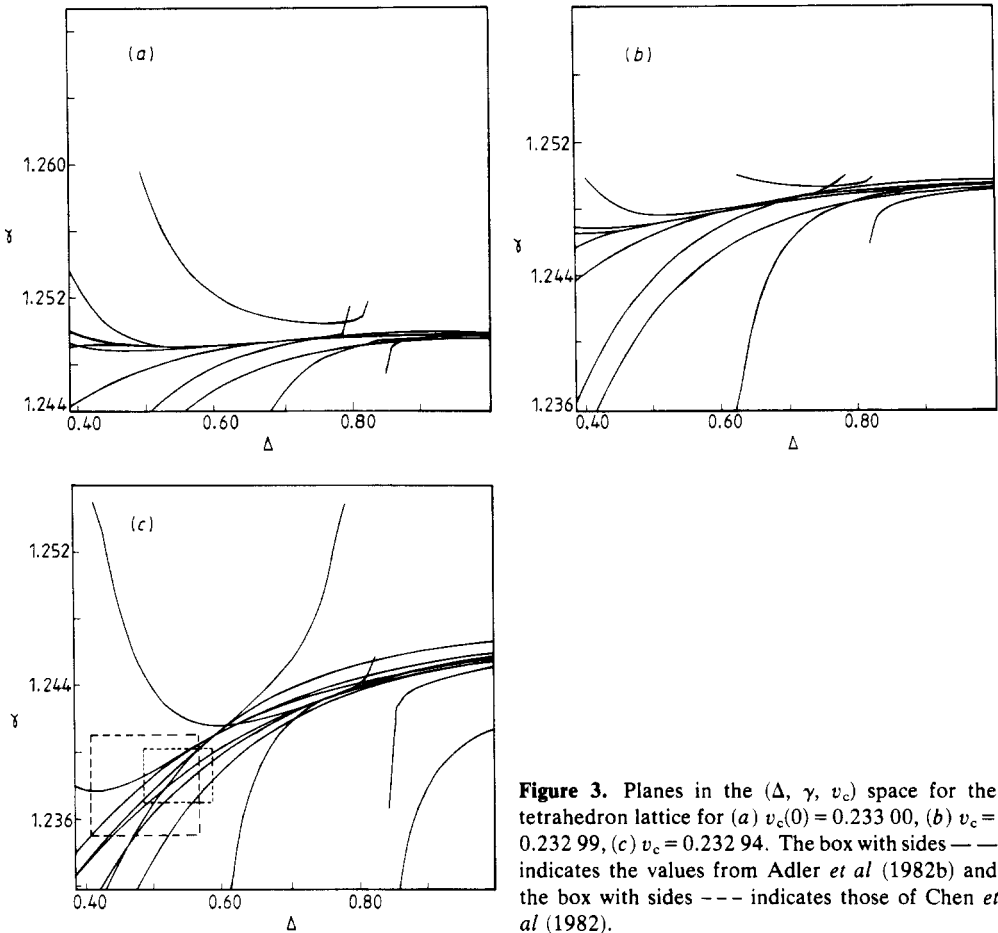 (a)
1.260
ɣ
1.252
1.244
0.40 0.60 0.80
Δ
(b)
1.252
ɣ
1.244
1.236
0.40 0.60 0.80
Δ
(c)
1.252
1.244
ɣ
1.236
0.40 0.60 0.80
Δ
Figure 3. Planes in the (Δ, γ, v_c) space for the
tetrahedron lattice for (a) v_c(0) = 0.233 00, (b) v_c =
0.232 99, (c) v_c = 0.232 94. The box with sides — —
indicates the values from Adler et al (1982b) and
the box with sides --- indicates those of Chen et
al (1982).